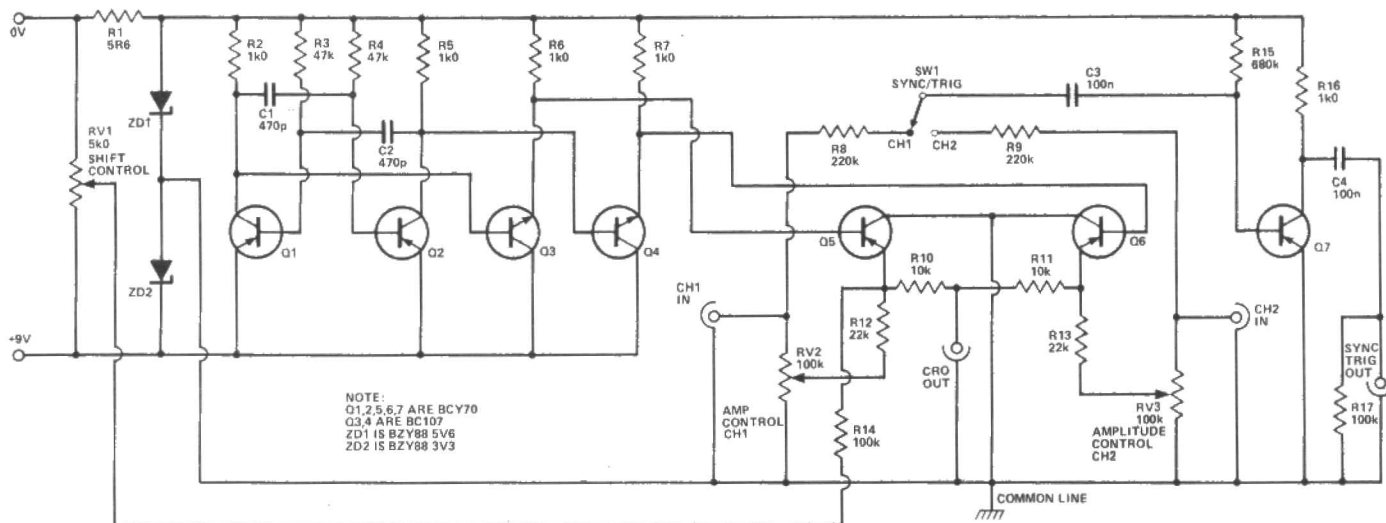 0V
R1
5R6
R2
1k0
R3
47k
R4
47k
R5
1k0
R6
1k0
R7
1k0
SW1
SYNC/TRIG
C3
100n
R15
680k
R16
1k0
C1
470p
C2
470p
ZD1
RV1
5k0
SHIFT
CONTROL
R8
220k
CH1
CH2
R9
220k
C4
100n
Q1
Q2
Q3
Q4
Q5
Q6
Q7
ZD2
R10
10k
R11
10k
CH1
IN
R12
22k
R13
22k
CH2
IN
+9V
RV2
100k
CRO
OUT
SYNC
TRIG
OUT
NOTE:
Q1,2,5,6,7 ARE BCY70
Q3,4 ARE BC107
ZD1 IS BZY88 5V6
ZD2 IS BZY88 3V3
AMP
CONTROL
CH1
R14
100k
RV3
100k
AMPLITUDE
CONTROL
CH2
R17
100k
COMMON LINE